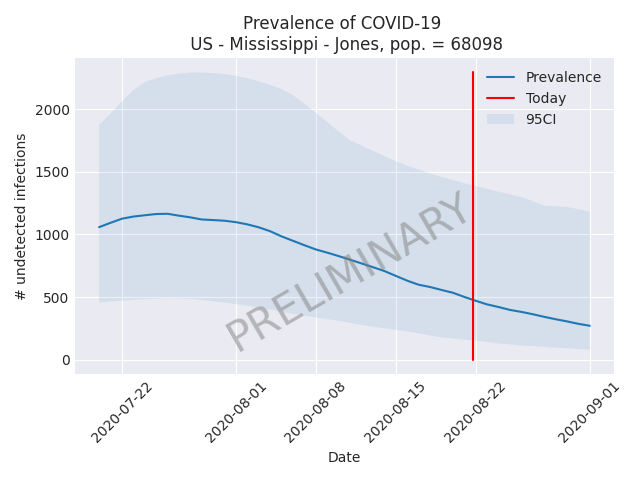 Prevalence of COVID-19
US - Mississippi - Jones, pop. = 68098
# undetected infections
2000
1500
1000
500
0
Prevalence
Today
95CI
PRELIMINARY
2020-07-22
2020-08-01
2020-08-08
2020-08-15
2020-08-22
2020-09-01
Date